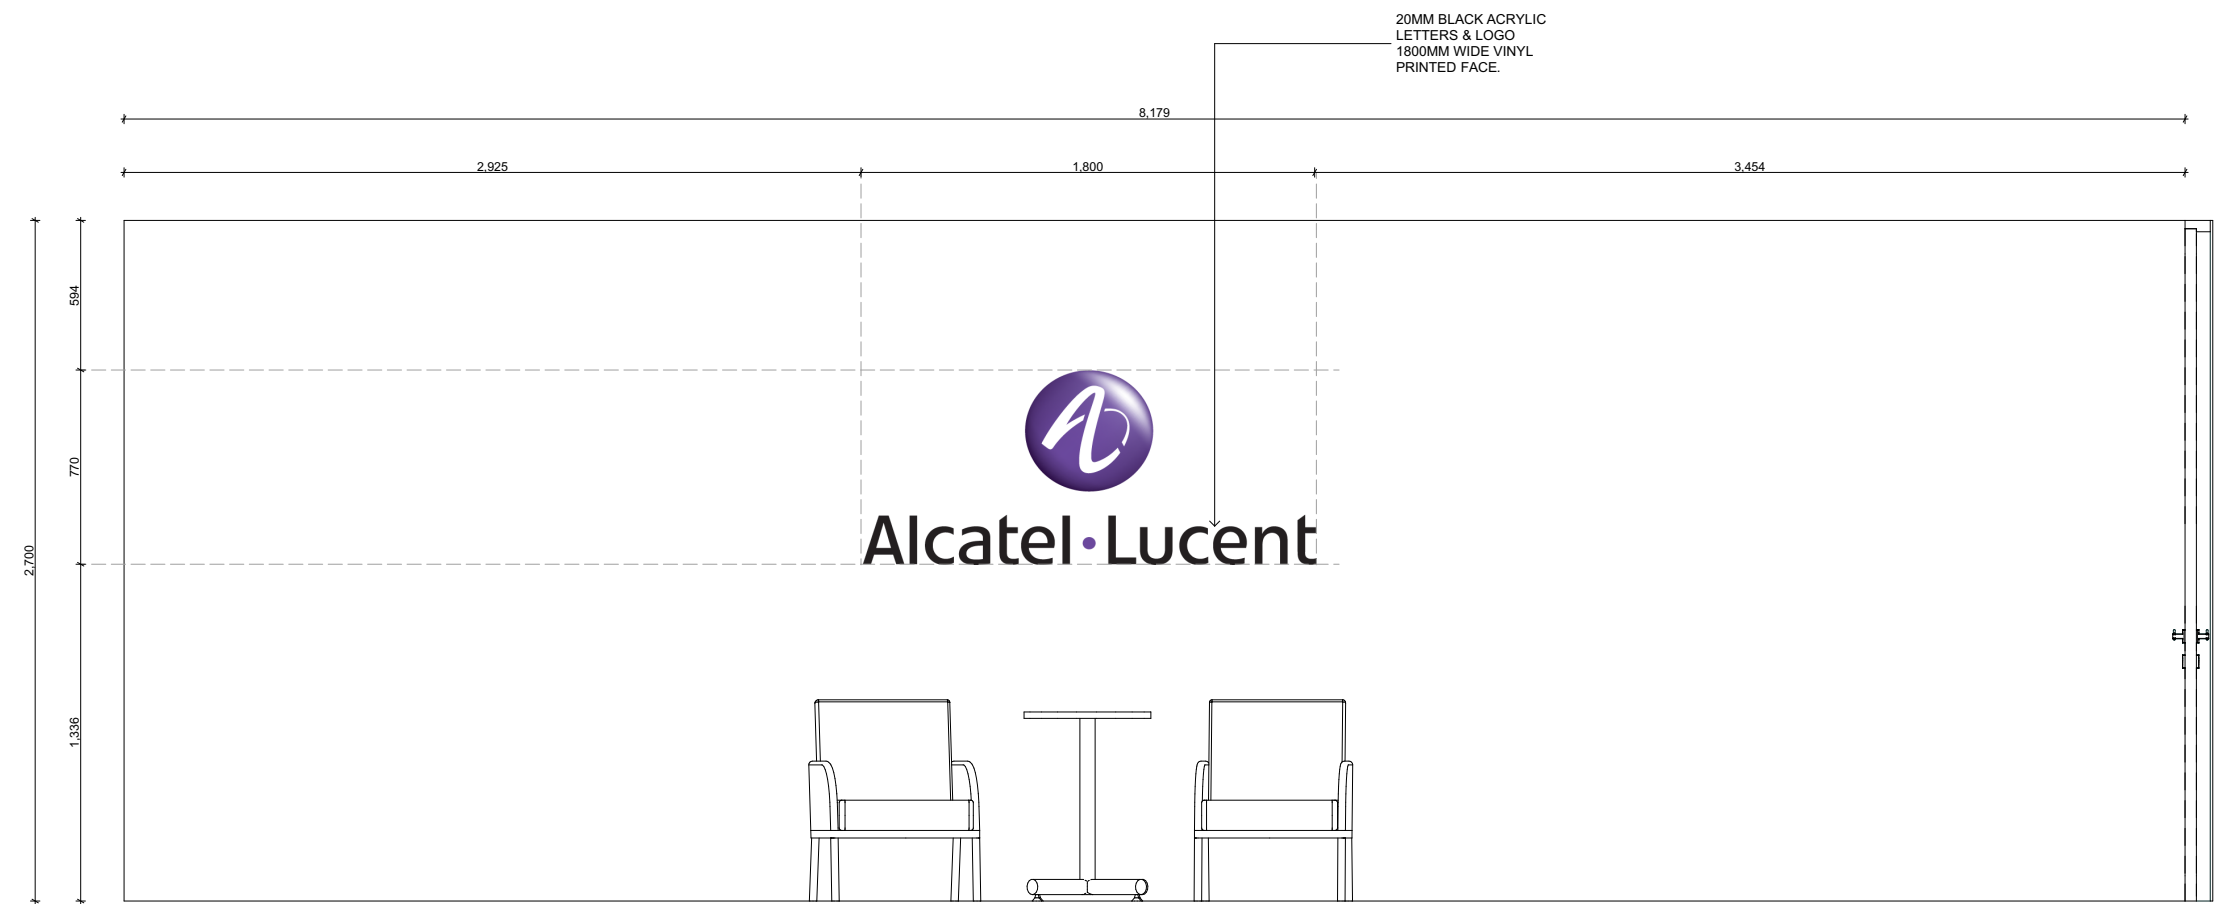 20MM BLACK ACRYLIC
LETTERS & LOGO
1800MM WIDE VINYL
PRINTED FACE.
8,179
2,925
1,800
3,454
594
770
2,700
1,336
Alcatel·Lucent